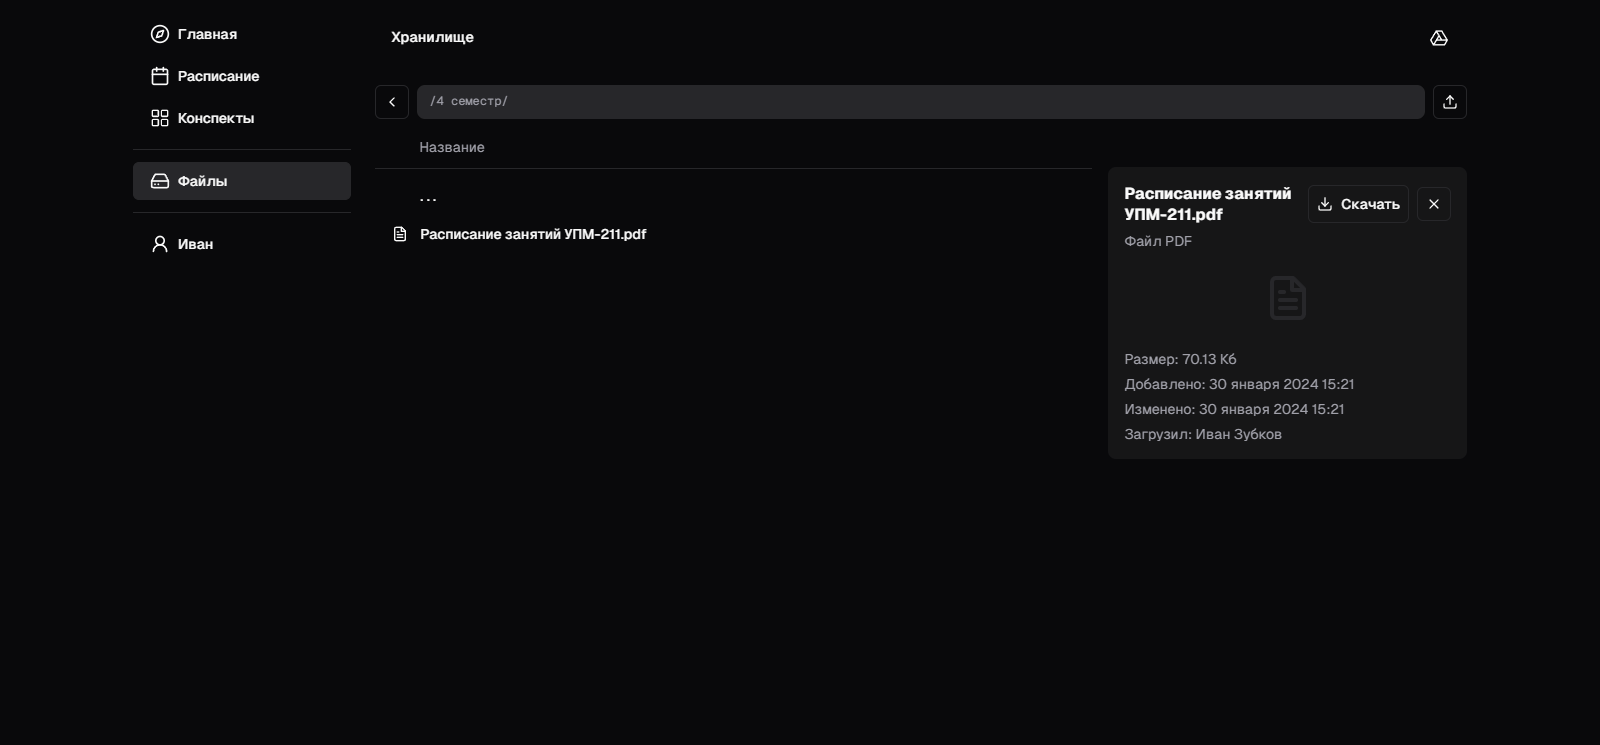 Главная
Расписание
Конспекты
Файлы
Иван
Хранилище
/4 семестр/
Название
...
Расписание занятий УПМ-211.pdf
Расписание занятий
УПМ-211.pdf
Скачать
Файл PDF
Размер: 70.13 Кб
Добавлено: 30 января 2024 15:21
Изменено: 30 января 2024 15:21
Загрузил: Иван Зубков